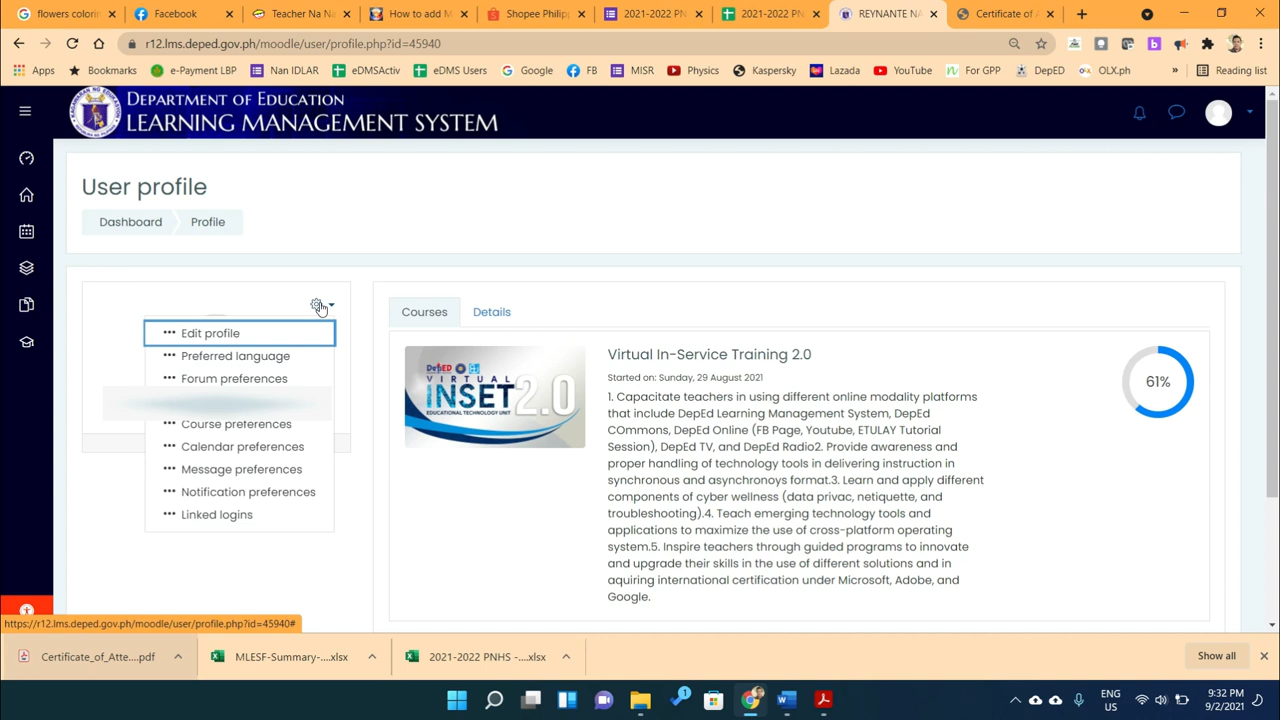 flowers colorin
Facebook
Teacher Na Na
How to add M
Shopee Philipp
2021-2022 PN
2021-2022 PN
REYNANTE NA
Certificate of A
r12.lms.deped.gov.ph/moodle/user/profile.php?id=45940
Apps
Bookmarks
e-Payment LBP
Nan IDLAR
eDMSActiv
eDMS Users
Google
FB
MISR
Physics
Kaspersky
Lazada
YouTube
For GPP
DepED
OLX.ph
»
Reading list
DEPARTMENT OF EDUCATION
LEARNING MANAGEMENT SYSTEM
User profile
Dashboard
Profile
Edit profile
Preferred language
Forum preferences
Course preferences
Calendar preferences
Message preferences
Notification preferences
Linked logins
Courses
Details
DepED
VIRTUAL
INSET 2.0
EDUCATIONAL TECHNOLOGY UNIT
Virtual In-Service Training 2.0
Started on: Sunday, 29 August 2021
1. Capacitate teachers in using different online modality platforms
that include DepEd Learning Management System, DepEd
COmmons, DepEd Online (FB Page, Youtube, ETULAY Tutorial
Session), DepEd TV, and DepEd Radio2. Provide awareness and
proper handling of technology tools in delivering instruction in
synchronous and asynchronoys format.3. Learn and apply different
components of cyber wellness (data privac, netiquette, and
troubleshooting).4. Teach emerging technology tools and
applications to maximize the use of cross-platform operating
system.5. Inspire teachers through guided programs to innovate
and upgrade their skills in the use of different solutions and in
aquiring international certification under Microsoft, Adobe, and
Google.
61%
https://r12.lms.deped.gov.ph/moodle/user/profile.php?id=45940#
Certificate_of_Atte....pdf
MLESF-Summary-....xlsx
2021-2022 PNHS -....xlsx
Show all
ENG
US
9:32 PM
9/2/2021